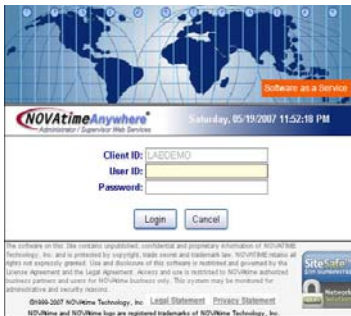 Software as a Service
NOVAtimeAnywhere
Administrator / Supervisor Web Services
Saturday, 05/19/2007 11:52:18 PM
Client ID: LAEDEMO
User ID:
Password:
Login Cancel
The software on this Site contains unpublished, confidential and proprietary information of NOVATIME
Technology, Inc. and is protected by copyright, trade secret and trademark law. NOVATIME retains all
rights not expressly granted. Use and disclosure of this software is restricted and governed by the
License Agreement and the Legal Agreement. Access and use is restricted to NOVAtime authorized
business partners and users for NOVAtime business only. This system may be monitored for
administrative and security reasons.
©1999-2007 NOVAtime Technology, Inc. Legal Statement Privacy Statement
NOVAtime and NOVAtime logo are registered trademarks of NOVAtime Technology, Inc.
SiteSafe
Network